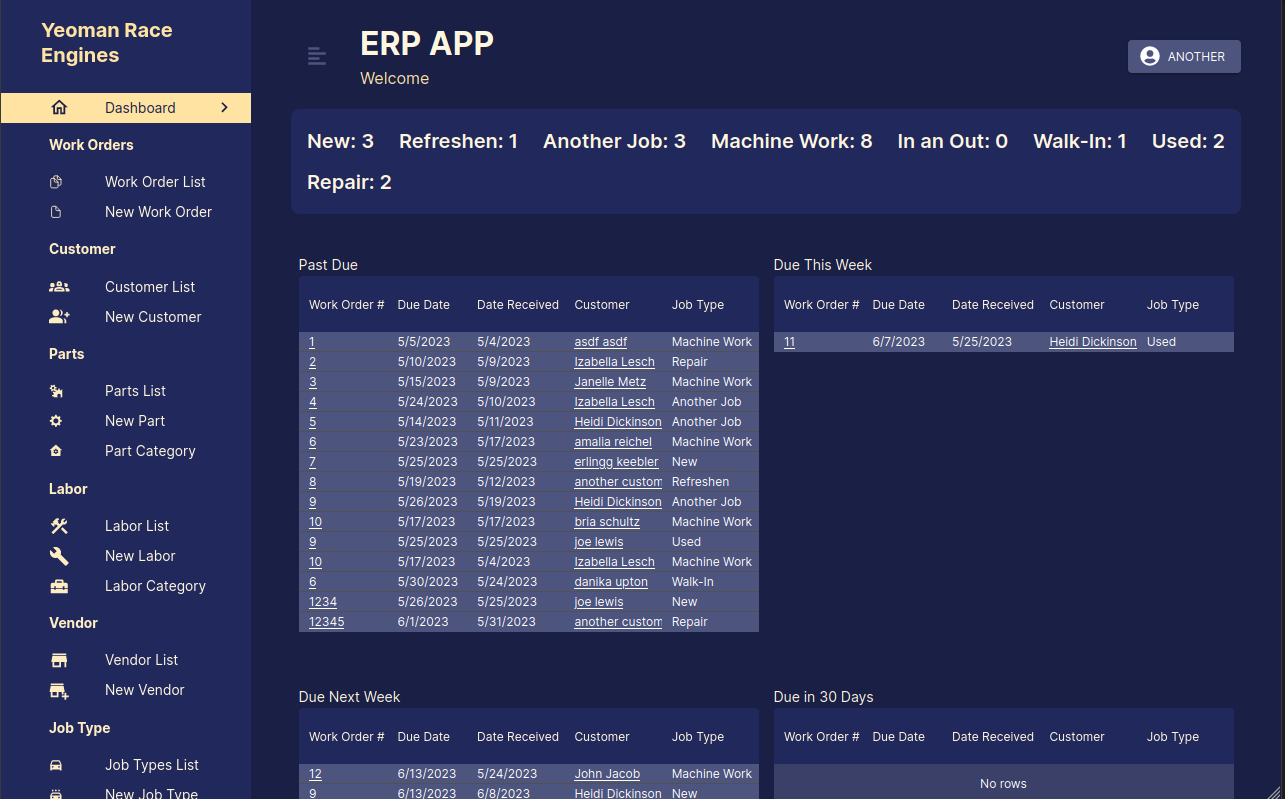 Yeoman Race
Engines
Dashboard
Work Orders
Work Order List
New Work Order
Customer
Customer List
New Customer
Parts
Parts List
New Part
Part Category
Labor
Labor List
New Labor
Labor Category
Vendor
Vendor List
New Vendor
Job Type
Job Types List
New Job Type
ERP APP
Welcome
ANOTHER
New: 3 Refreshen: 1 Another Job: 3 Machine Work: 8 In an Out: 0 Walk-In: 1 Used: 2
Repair: 2
Past Due
Work Order # Due Date Date Received Customer Job Type
1 5/5/2023 5/4/2023 asdf asdf Machine Work
2 5/10/2023 5/9/2023 Izabella Lesch Repair
3 5/15/2023 5/9/2023 Janelle Metz Machine Work
4 5/24/2023 5/10/2023 Izabella Lesch Another Job
5 5/14/2023 5/11/2023 Heidi Dickinson Another Job
6 5/23/2023 5/17/2023 amalia reichel Machine Work
7 5/25/2023 5/25/2023 erlingg keebler New
8 5/19/2023 5/12/2023 another custom Refreshen
9 5/26/2023 5/19/2023 Heidi Dickinson Another Job
10 5/17/2023 5/17/2023 bria schultz Machine Work
9 5/25/2023 5/25/2023 joe lewis Used
10 5/17/2023 5/4/2023 Izabella Lesch Machine Work
6 5/30/2023 5/24/2023 danika upton Walk-In
1234 5/26/2023 5/25/2023 joe lewis New
12345 6/1/2023 5/31/2023 another custom Repair
Due This Week
Work Order # Due Date Date Received Customer Job Type
11 6/7/2023 5/25/2023 Heidi Dickinson Used
Due Next Week
Work Order # Due Date Date Received Customer Job Type
12 6/13/2023 5/24/2023 John Jacob Machine Work
9 6/13/2023 6/8/2023 Heidi Dickinson New
Due in 30 Days
Work Order # Due Date Date Received Customer Job Type
No rows